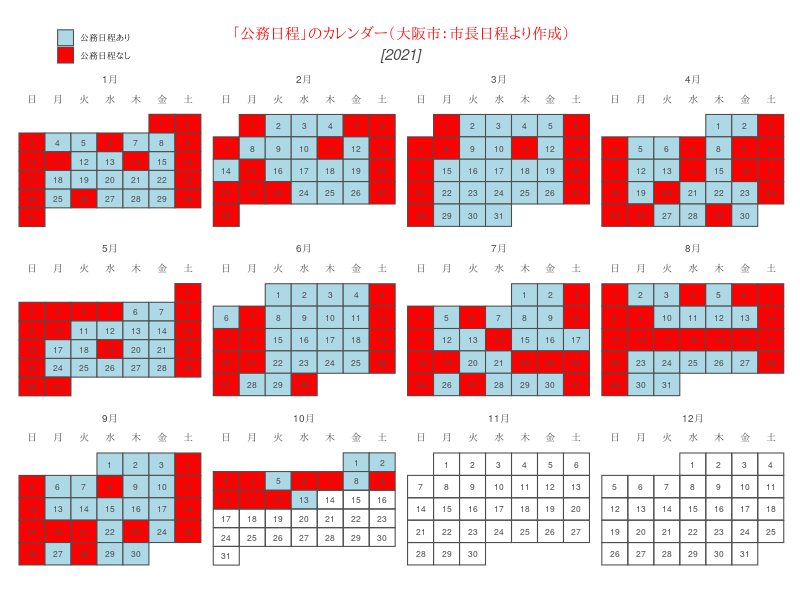 公務日程あり
公務日程なし
「公務日程」のカレンダー(大阪市:市長日程より作成)
[2021]
1月
日 月 火 水 木 金 土
1 2
3 4 5 6 7 8 9
10 11 12 13 14 15 16
17 18 19 20 21 22 23
24 25 26 27 28 29 30
31
2月
日 月 火 水 木 金 土
1 2 3 4 5 6
7 8 9 10 11 12 13
14 15 16 17 18 19 20
21 22 23 24 25 26 27
28
3月
日 月 火 水 木 金 土
1 2 3 4 5 6
7 8 9 10 11 12 13
14 15 16 17 18 19 20
21 22 23 24 25 26 27
28 29 30 31
4月
日 月 火 水 木 金 土
1 2 3
4 5 6 7 8 9 10
11 12 13 14 15 16 17
18 19 20 21 22 23 24
25 26 27 28 29 30
5月
日 月 火 水 木 金 土
1
2 3 4 5 6 7 8
9 10 11 12 13 14 15
16 17 18 19 20 21 22
23 24 25 26 27 28 29
30 31
6月
日 月 火 水 木 金 土
1 2 3 4 5
6 7 8 9 10 11 12
13 14 15 16 17 18 19
20 21 22 23 24 25 26
27 28 29 30
7月
日 月 火 水 木 金 土
1 2 3
4 5 6 7 8 9 10
11 12 13 14 15 16 17
18 19 20 21 22 23 24
25 26 27 28 29 30 31
8月
日 月 火 水 木 金 土
1 2 3 4 5 6 7
8 9 10 11 12 13 14
15 16 17 18 19 20 21
22 23 24 25 26 27 28
29 30 31
9月
日 月 火 水 木 金 土
1 2 3 4
5 6 7 8 9 10 11
12 13 14 15 16 17 18
19 20 21 22 23 24 25
26 27 28 29 30
10月
日 月 火 水 木 金 土
1 2
3 4 5 6 7 8 9
10 11 12 13 14 15 16
17 18 19 20 21 22 23
24 25 26 27 28 29 30
31
11月
日 月 火 水 木 金 土
1 2 3 4 5 6
7 8 9 10 11 12 13
14 15 16 17 18 19 20
21 22 23 24 25 26 27
28 29 30
12月
日 月 火 水 木 金 土
1 2 3 4
5 6 7 8 9 10 11
12 13 14 15 16 17 18
19 20 21 22 23 24 25
26 27 28 29 30 31